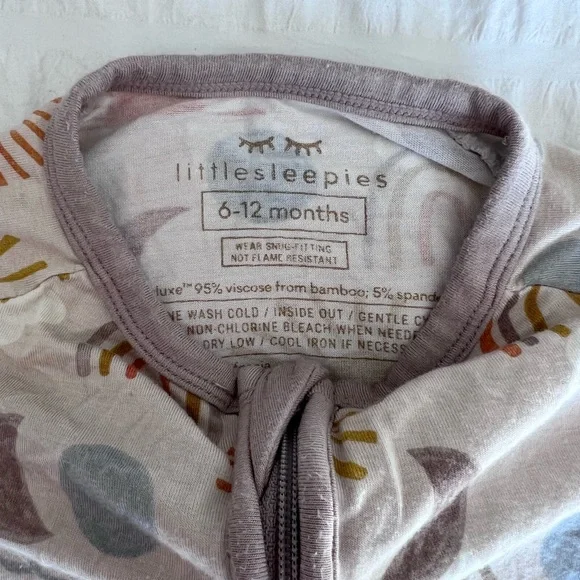 littlesleepies
6-12 months
WEAR SNUG-FITTING
NOT FLAME RESISTANT
luxe™ 95% viscose from bamboo; 5% spande
NE WASH COLD / INSIDE OUT / GENTLE CY
NON-CHLORINE BLEACH WHEN NEEDE
DRY LOW / COOL IRON IF NECESS